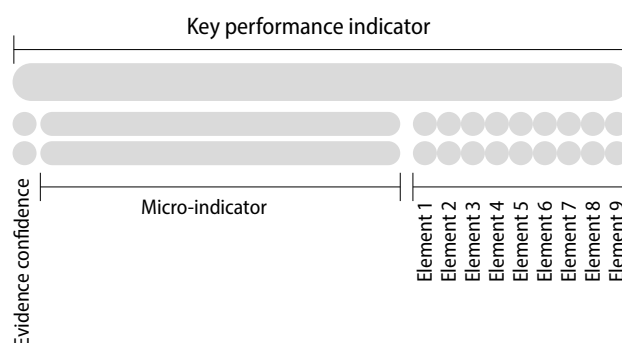 Key performance indicator
Evidence confidence
Micro-indicator
Element 1
Element 2
Element 3
Element 4
Element 5
Element 6
Element 7
Element 8
Element 9